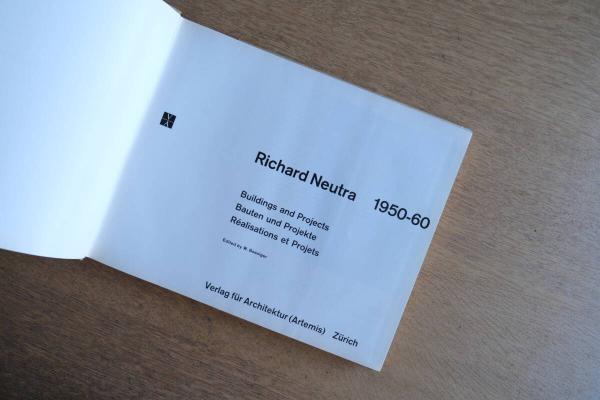 Richard Neutra 1950-60
Buildings and Projects
Bauten und Projekte
Réalisations et Projets
Edited by W. Boesiger
Verlag für Architektur (Artemis) Zürich